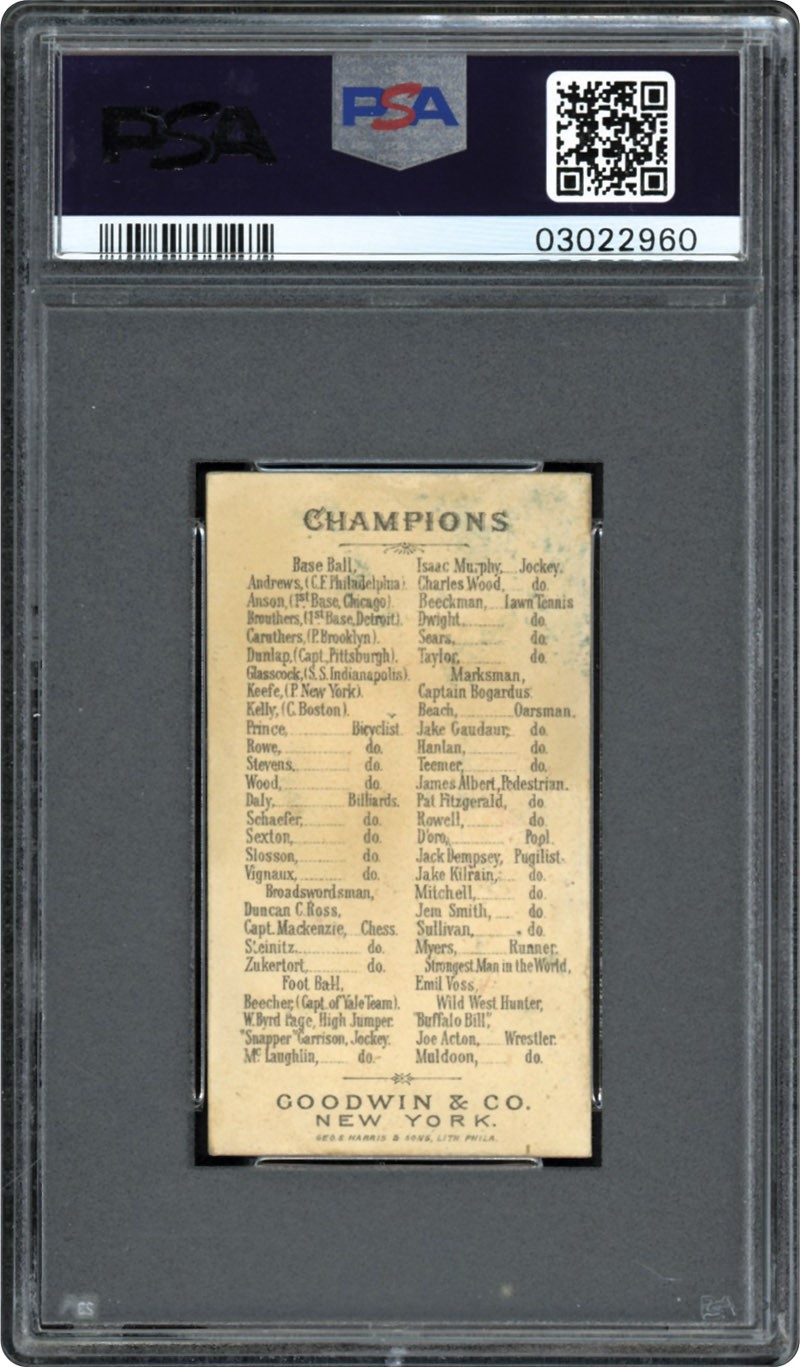 PSA
PSA
03022960
CHAMPIONS
Base Ball,
Andrews, (C.F. Philadelphia)
Anson, (1st Base, Chicago).
Brouthers, (1st Base, Detroit).
Caruthers, (P. Brooklyn).
Dunlap, (Capt., Pittsburgh).
Glasscock, (S.S. Indianapolis).
Keefe, (P. New York).
Kelly, (C. Boston).
Prince, Bicyclist.
Rowe, do.
Stevens, do.
Wood, do.
Daly, Billiards.
Schaefer, do.
Sexton, do.
Slosson, do.
Vignaux, do.
Broadswordsman,
Duncan C. Ross,
Capt. Mackenzie, Chess.
Steinitz do.
Zukertort, do.
Foot Ball,
Beecher, (Capt. of Yale Team).
W. Byrd Page, High Jumper.
"Snapper" Garrison, Jockey.
Mc Laughlin, do.
Isaac Murphy, Jockey.
Charles Wood, do.
Beeckman, Lawn Tennis
Dwight do.
Sears, do.
Taylor, do.
Marksman,
Captain Bogardus.
Beach, Oarsman.
Jake Gaudaur, do.
Hanlan, do.
Teemer, do.
James Albert, Pedestrian.
Pat Fitzgerald, do.
Rowell, do.
D'oro, Pool.
Jack Dempsey, Pugilist.
Jake Kilrain, do.
Mitchell, do.
Jem Smith, do.
Sullivan, do.
Myers, Runner.
Strongest Man in the World,
Emil Voss.
Wild West Hunter,
"Buffalo Bill,"
Joe Acton, Wrestler.
Muldoon, do.
GOODWIN & CO.
NEW YORK.
GEO. S. HARRIS & SONS, LITH. PHILA.